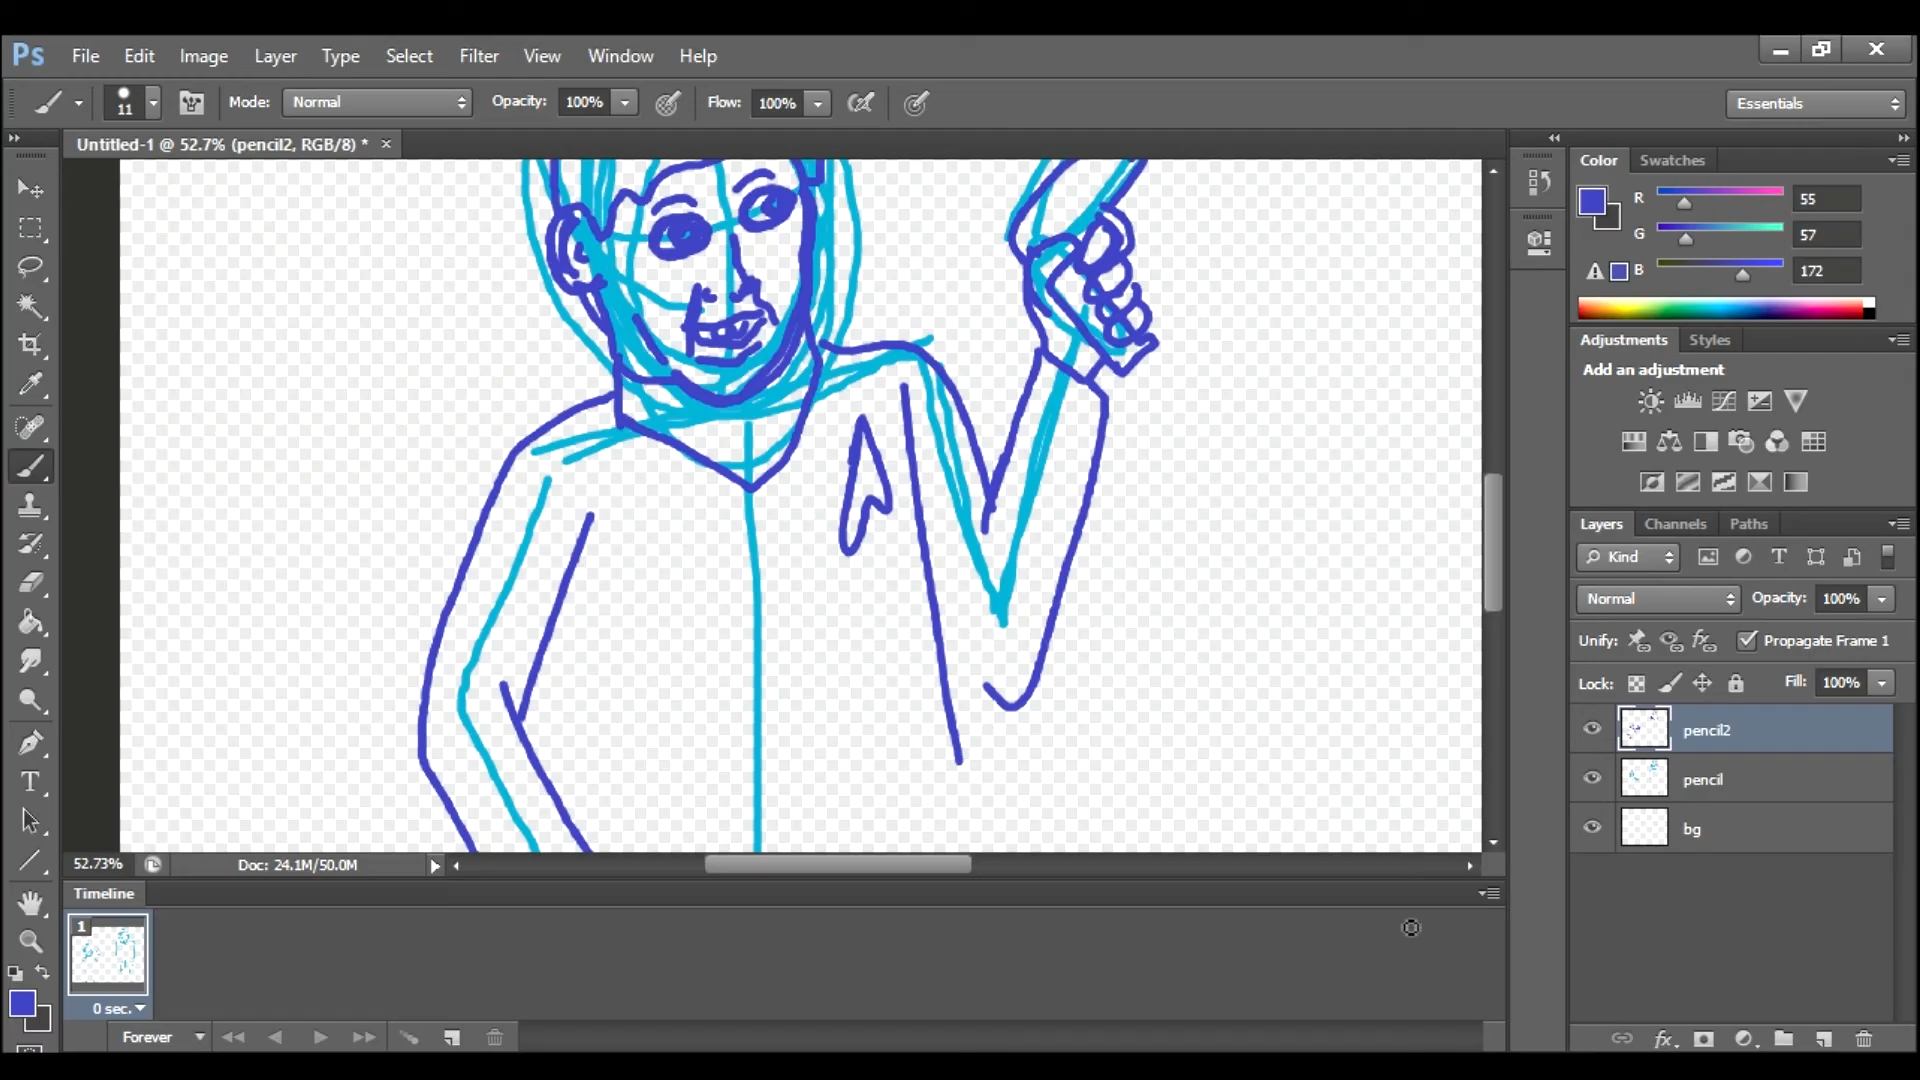 Ps File Edit Image Layer Type Select Filter View Window Help
11 Mode: Normal Opacity: 100% Flow: 100% Essentials
Untitled-1 @ 52.7% (pencil2, RGB/8) * ×
Color Swatches
R 55
G 57
B 172
Adjustments Styles
Add an adjustment
Layers Channels Paths
Kind
Normal Opacity: 100%
Unify: Propagate Frame 1
Lock: Fill: 100%
pencil2
pencil
bg
52.73% Doc: 24.1M/50.0M
Timeline
1
0 sec.
Forever
fx